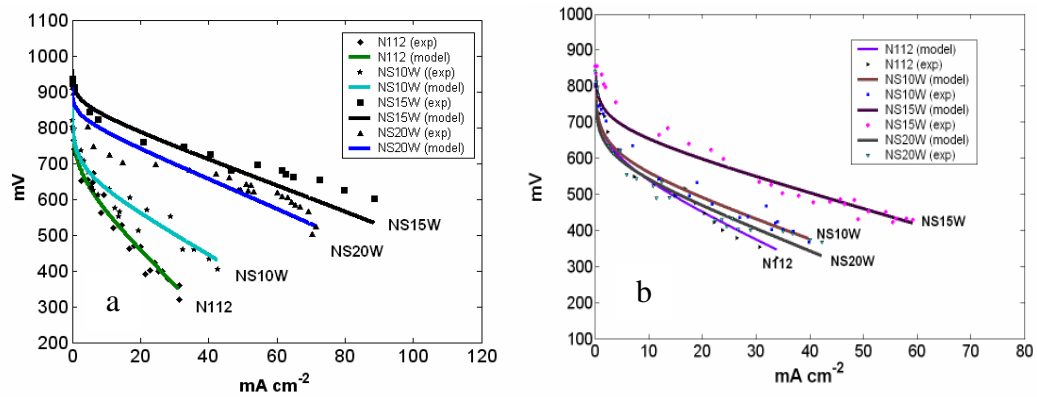 1100
1000
900
800
700
600
500
400
300
200
100
mV
0
20
40
60
80
100
120
mA cm-2
N112 (exp)
N112 (model)
NS10W ((exp)
NS10W (model)
NS15W (exp)
NS15W (model)
NS20W (exp)
NS20W (model)
NS15W
NS20W
NS10W
N112
a
1000
900
800
700
600
500
400
300
200
100
mV
0
10
20
30
40
50
60
70
80
mA cm-2
N112 (model)
N112 (exp)
NS10W (model)
NS10W (exp)
NS15W (model)
NS15W (exp)
NS20W (model)
NS20W (exp)
NS15W
NS10W
N112
NS20W
b